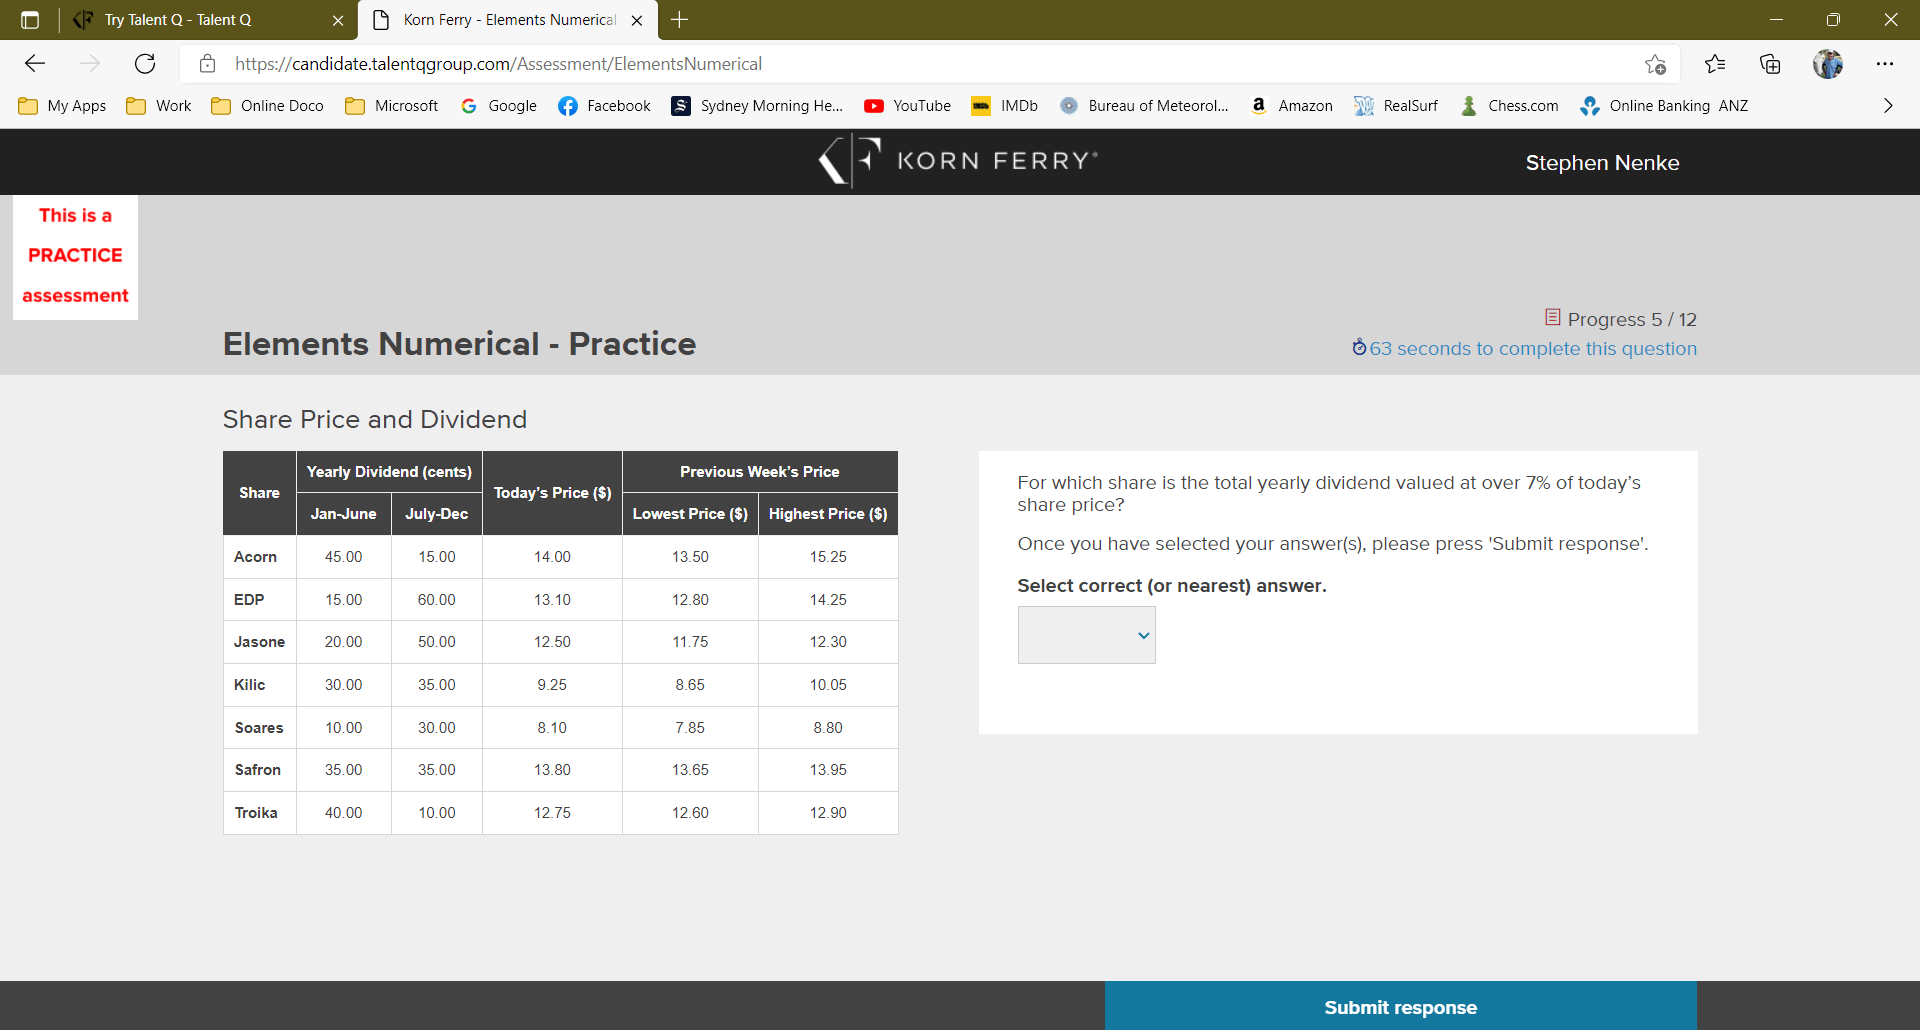 Try Talent Q - Talent Q
Korn Ferry - Elements Numerical
https://candidate.talentqgroup.com/Assessment/ElementsNumerical
My Apps Work Online Doco Microsoft Google Facebook Sydney Morning He... YouTube IMDb Bureau of Meteorol... Amazon RealSurf Chess.com Online Banking ANZ
KORN FERRY
Stephen Nenke
This is a
PRACTICE
assessment
Progress 5 / 12
Elements Numerical - Practice
63 seconds to complete this question
Share Price and Dividend
Share Yearly Dividend (cents) Today's Price ($) Previous Week's Price
Jan-June July-Dec Lowest Price ($) Highest Price ($)
Acorn 45.00 15.00 14.00 13.50 15.25
EDP 15.00 60.00 13.10 12.80 14.25
Jasone 20.00 50.00 12.50 11.75 12.30
Kilic 30.00 35.00 9.25 8.65 10.05
Soares 10.00 30.00 8.10 7.85 8.80
Safron 35.00 35.00 13.80 13.65 13.95
Troika 40.00 10.00 12.75 12.60 12.90
For which share is the total yearly dividend valued at over 7% of today's
share price?
Once you have selected your answer(s), please press 'Submit response'.
Select correct (or nearest) answer.
Submit response